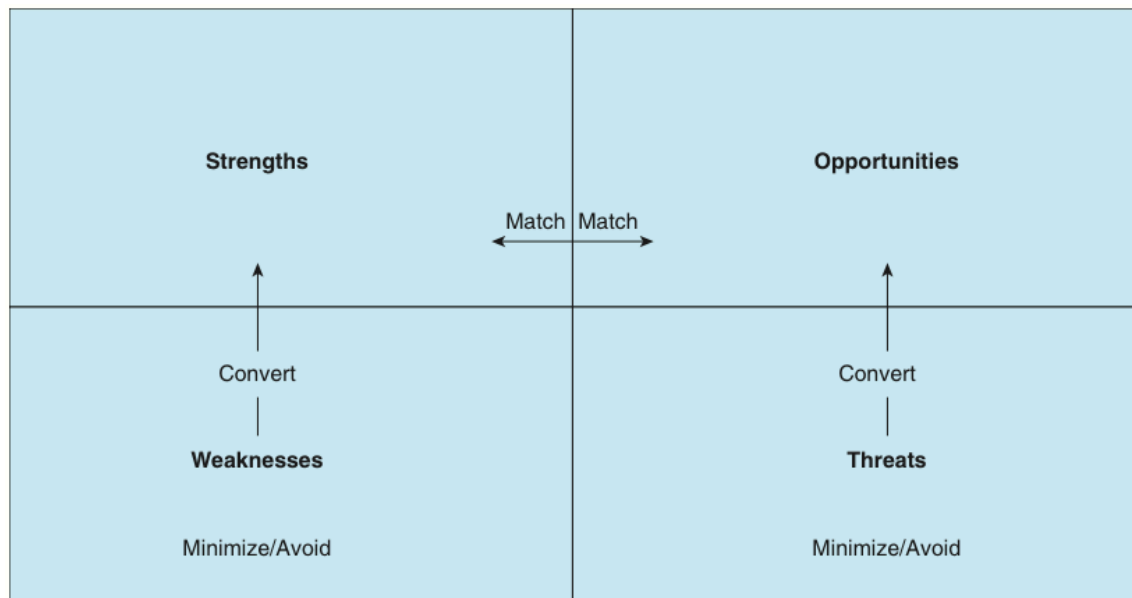 Strengths
Opportunities
Match Match
Convert
Convert
Weaknesses
Threats
Minimize/Avoid
Minimize/Avoid